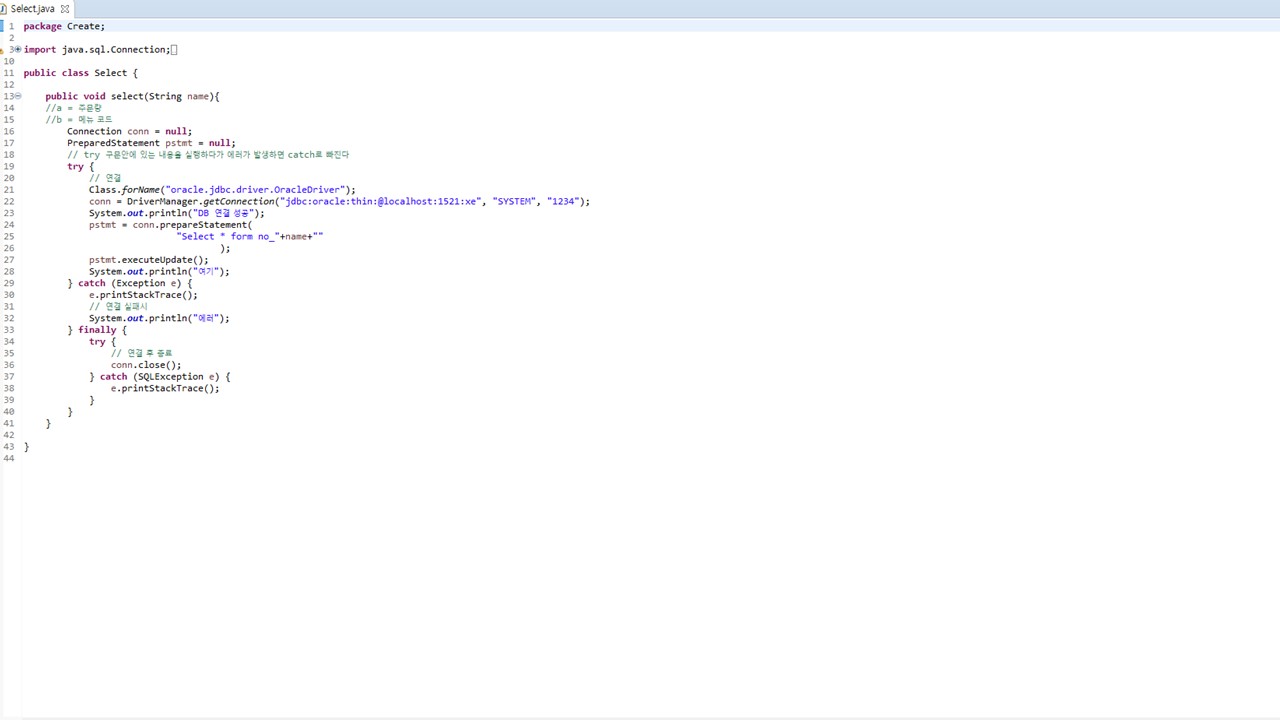 Select.java
1 package Create;
2
3 import java.sql.Connection;
10
11 public class Select {
12
13     public void select(String name){
14     //a = 주문량
15     //b = 메뉴 코드
16         Connection conn = null;
17         PreparedStatement pstmt = null;
18         // try 구문안에 있는 내용을 실행하다가 에러가 발생하면 catch로 빠진다
19         try {
20             // 연결
21             Class.forName("oracle.jdbc.driver.OracleDriver");
22             conn = DriverManager.getConnection("jdbc:oracle:thin:@localhost:1521:xe", "SYSTEM", "1234");
23             System.out.println("DB 연결 성공");
24             pstmt = conn.prepareStatement(
25                             "Select * form no_"+name+""
26                                     );
27             pstmt.executeUpdate();
28             System.out.println("여기");
29         } catch (Exception e) {
30             e.printStackTrace();
31             // 연결 실패시
32             System.out.println("에러");
33         } finally {
34             try {
35                 // 연결 후 종료
36                 conn.close();
37             } catch (SQLException e) {
38                 e.printStackTrace();
39             }
40         }
41     }
42
43 }
44